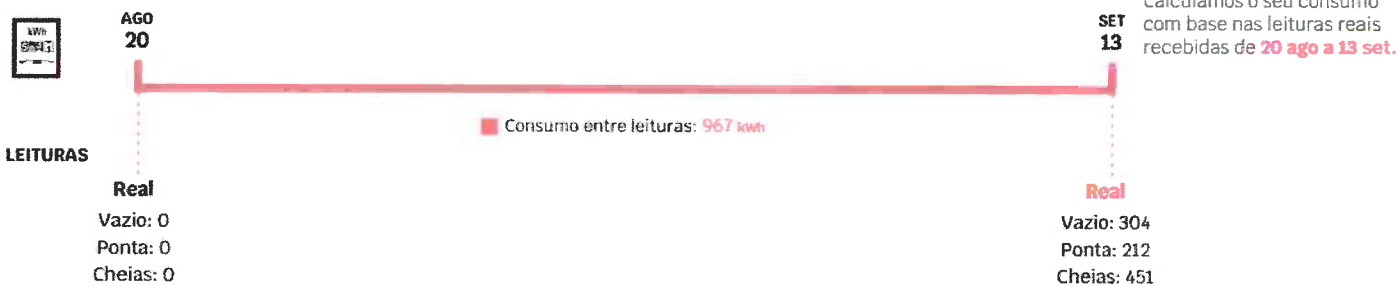 kWh
AGO
20
SET
13
Calculamos o seu consumo
com base nas leituras reais
recebidas de 20 ago a 13 set.
Consumo entre leituras: 967 kwh
LEITURAS
Real
Vazio: 0
Ponta: 0
Cheias: 0
Real
Vazio: 304
Ponta: 212
Cheias: 451